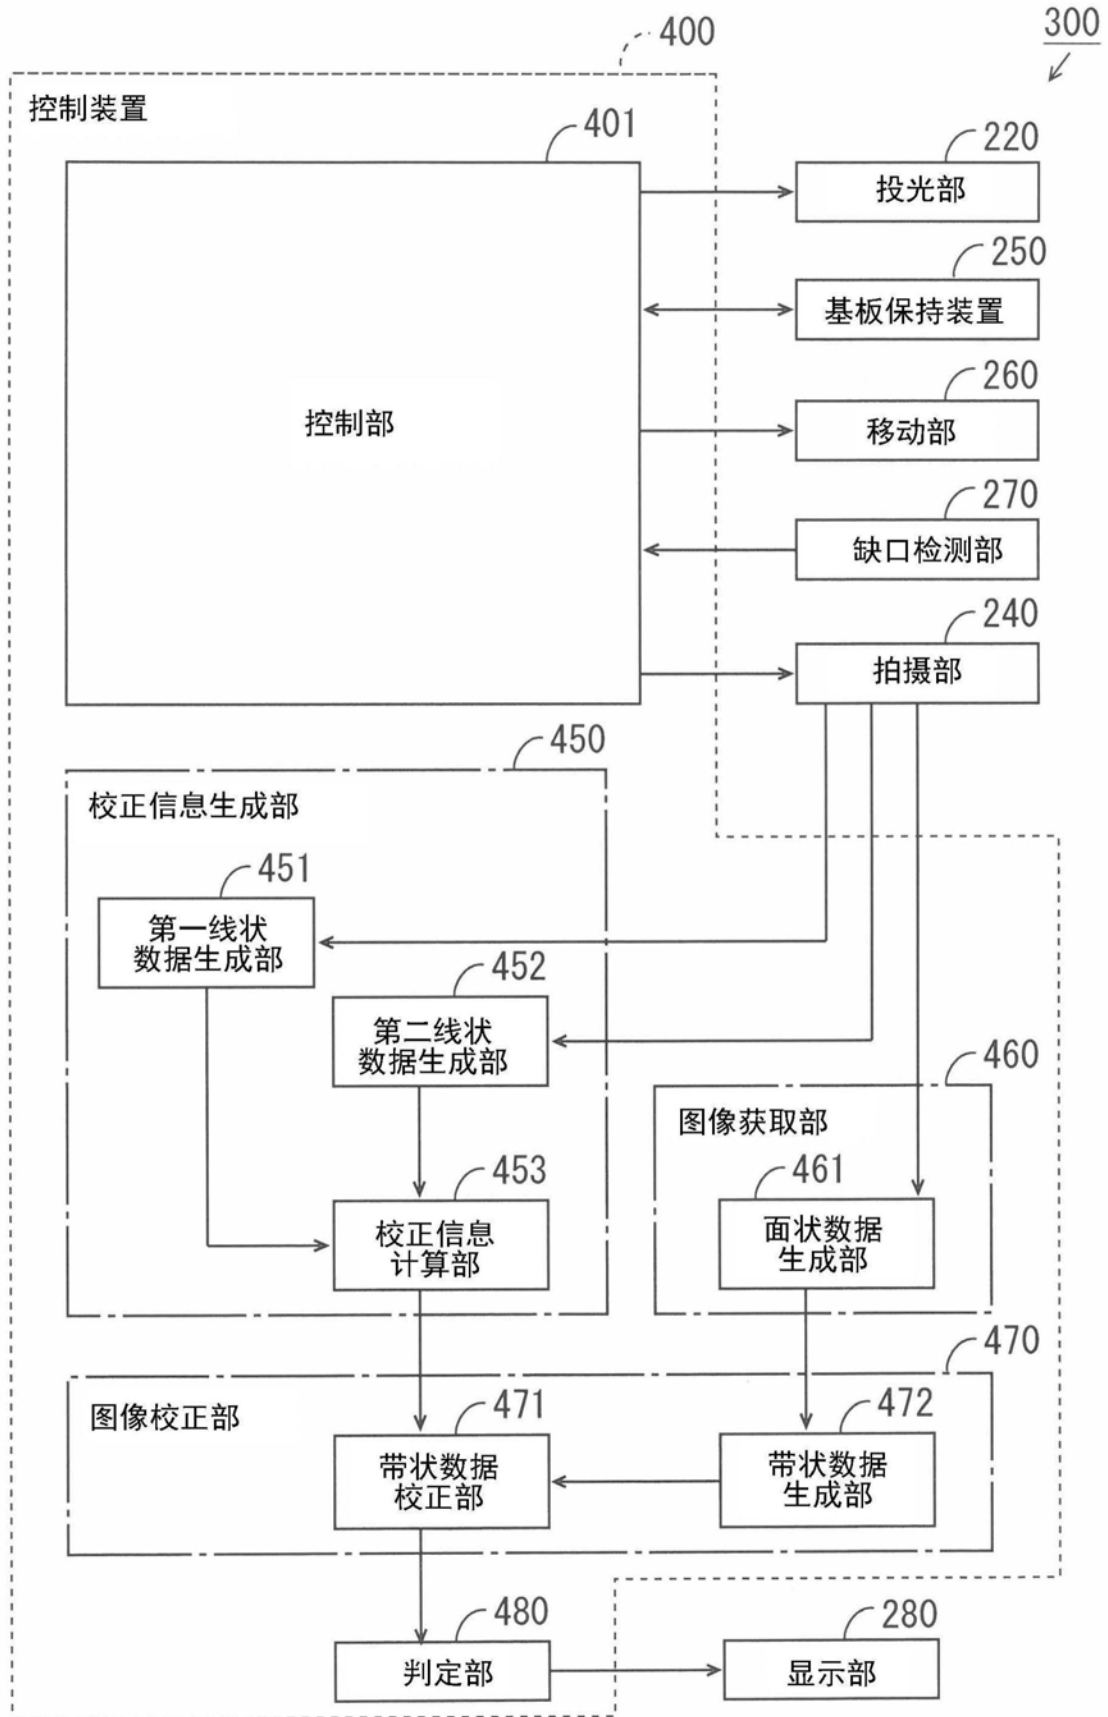 300
400
控制装置
401
控制部
220
投光部
250
基板保持装置
260
移动部
270
缺口检测部
240
拍摄部
450
校正信息生成部
451
第一线状
数据生成部
452
第二线状
数据生成部
453
校正信息
计算部
460
图像获取部
461
面状数据
生成部
470
图像校正部
471
带状数据
校正部
472
带状数据
生成部
480
判定部
280
显示部